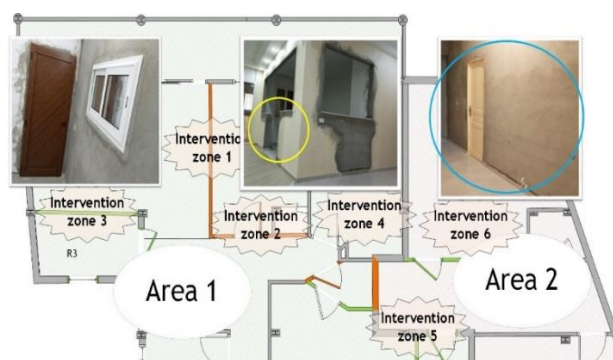 Interventic
zone 1
Intervention
zone 3
Intervention
zone 2
Intervention
zone 4
Intervention
zone 6
R3
Area 1
Area 2
Intervention
zone 5